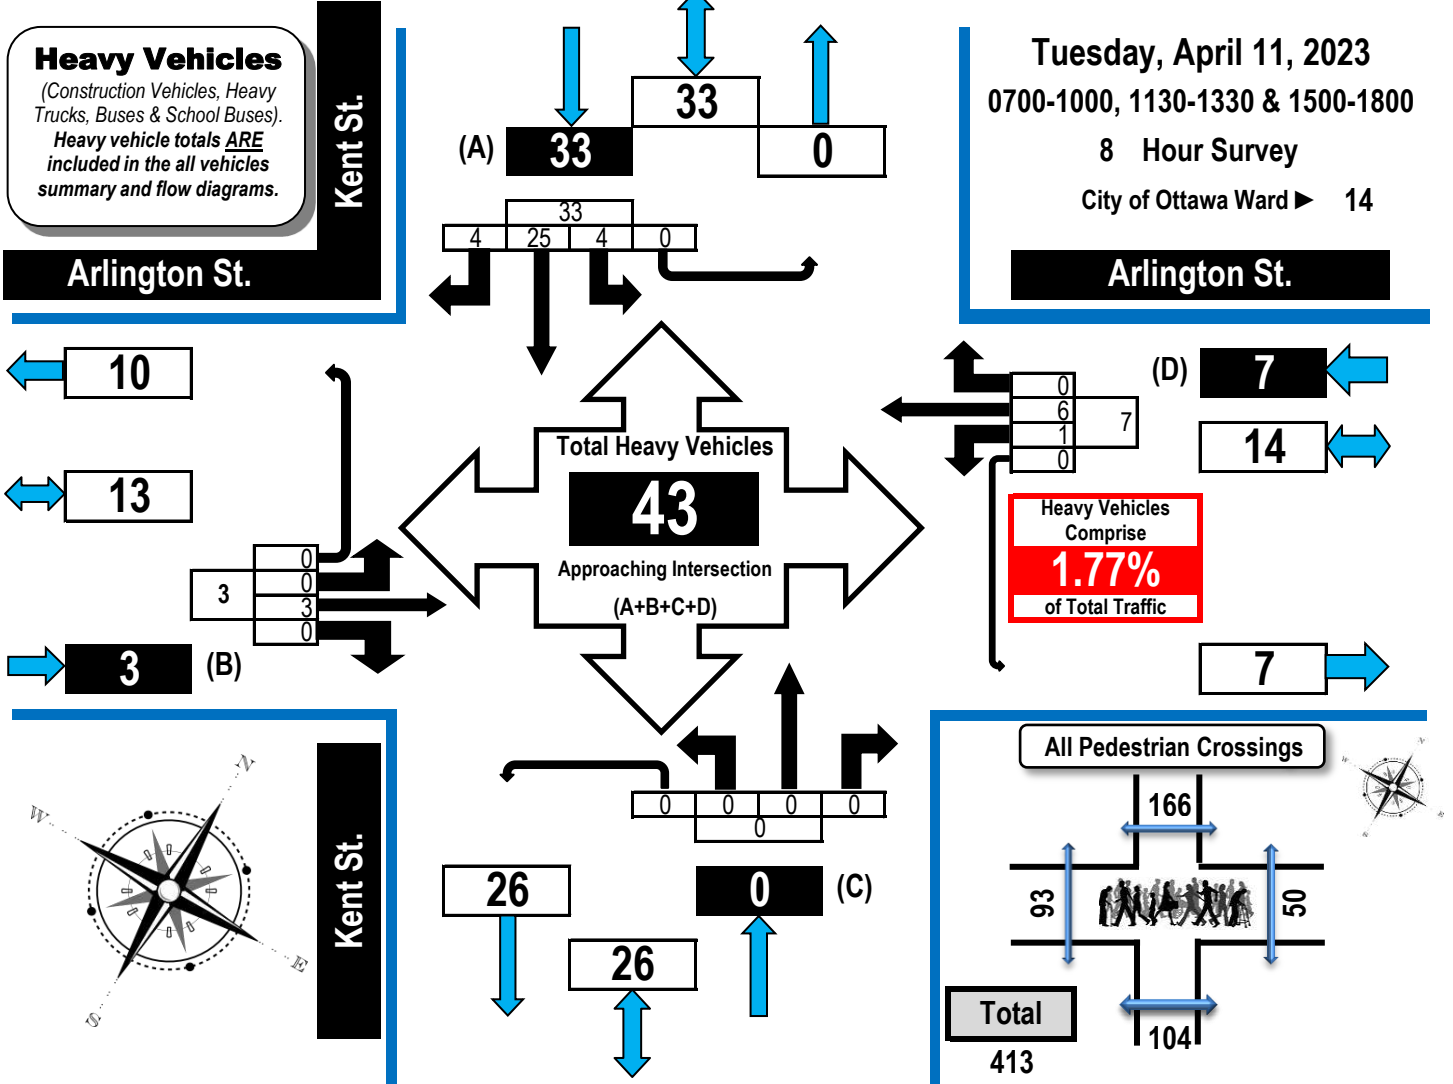 Heavy Vehicles
(Construction Vehicles, Heavy
Trucks, Buses & School Buses).
Heavy vehicle totals ARE
included in the all vehicles
summary and flow diagrams.
Kent St.
Arlington St.
33
(A) 33
0
33
4 25 4 0
Tuesday, April 11, 2023
0700-1000, 1130-1330 & 1500-1800
8 Hour Survey
City of Ottawa Ward ► 14
Arlington St.
10
13
0
0
3
0
3
3 (B)
Total Heavy Vehicles
43
Approaching Intersection
(A+B+C+D)
(D) 7
0
6
1
0
7
14
Heavy Vehicles
Comprise
1.77%
of Total Traffic
7
N
W
E
S
Kent St.
0 0 0 0
0
26
0 (C)
26
All Pedestrian Crossings
N
W
E
S
166
93
50
104
Total
413